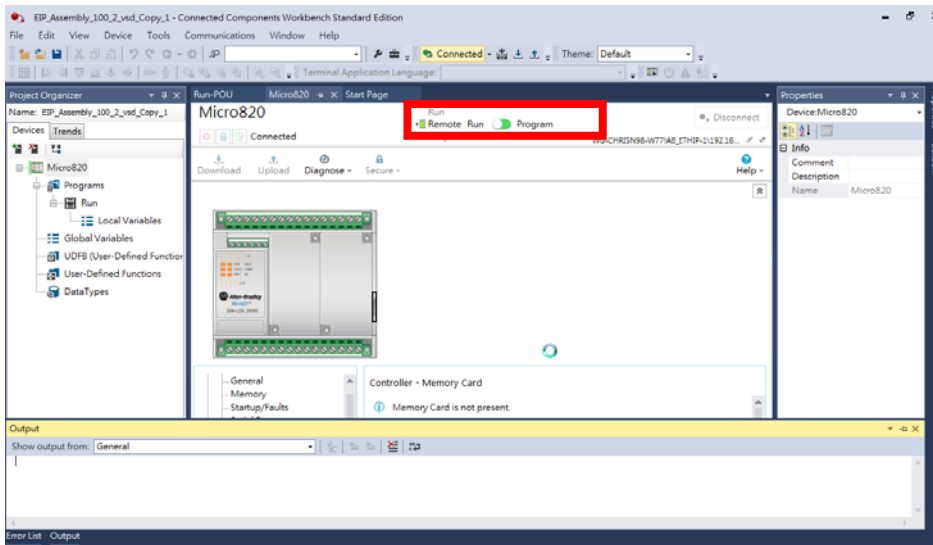 EIP_Assembly_100_2_vsd_Copy_1 - Connected Components Workbench Standard Edition
File Edit View Device Tools Communications Window Help
Connected Theme: Default
Terminal Application Language:
Project Organizer
Name: EIP_Assembly_100_2_vsd_Copy_1
Devices Trends
Micro820
Programs
Run
Local Variables
Global Variables
UDFB (User-Defined Function
User-Defined Functions
DataTypes
Run-POU Micro820 Start Page
Micro820
Run
Remote Run Program
Disconnect
Connected
Download Upload Diagnose Secure
Help
Allen-Bradley
Micro820
General
Memory
Startup/Faults
Controller - Memory Card
Memory Card is not present.
Properties
Device:Micro820
Info
Comment
Description
Name Micro820
Output
Show output from: General
Error List Output